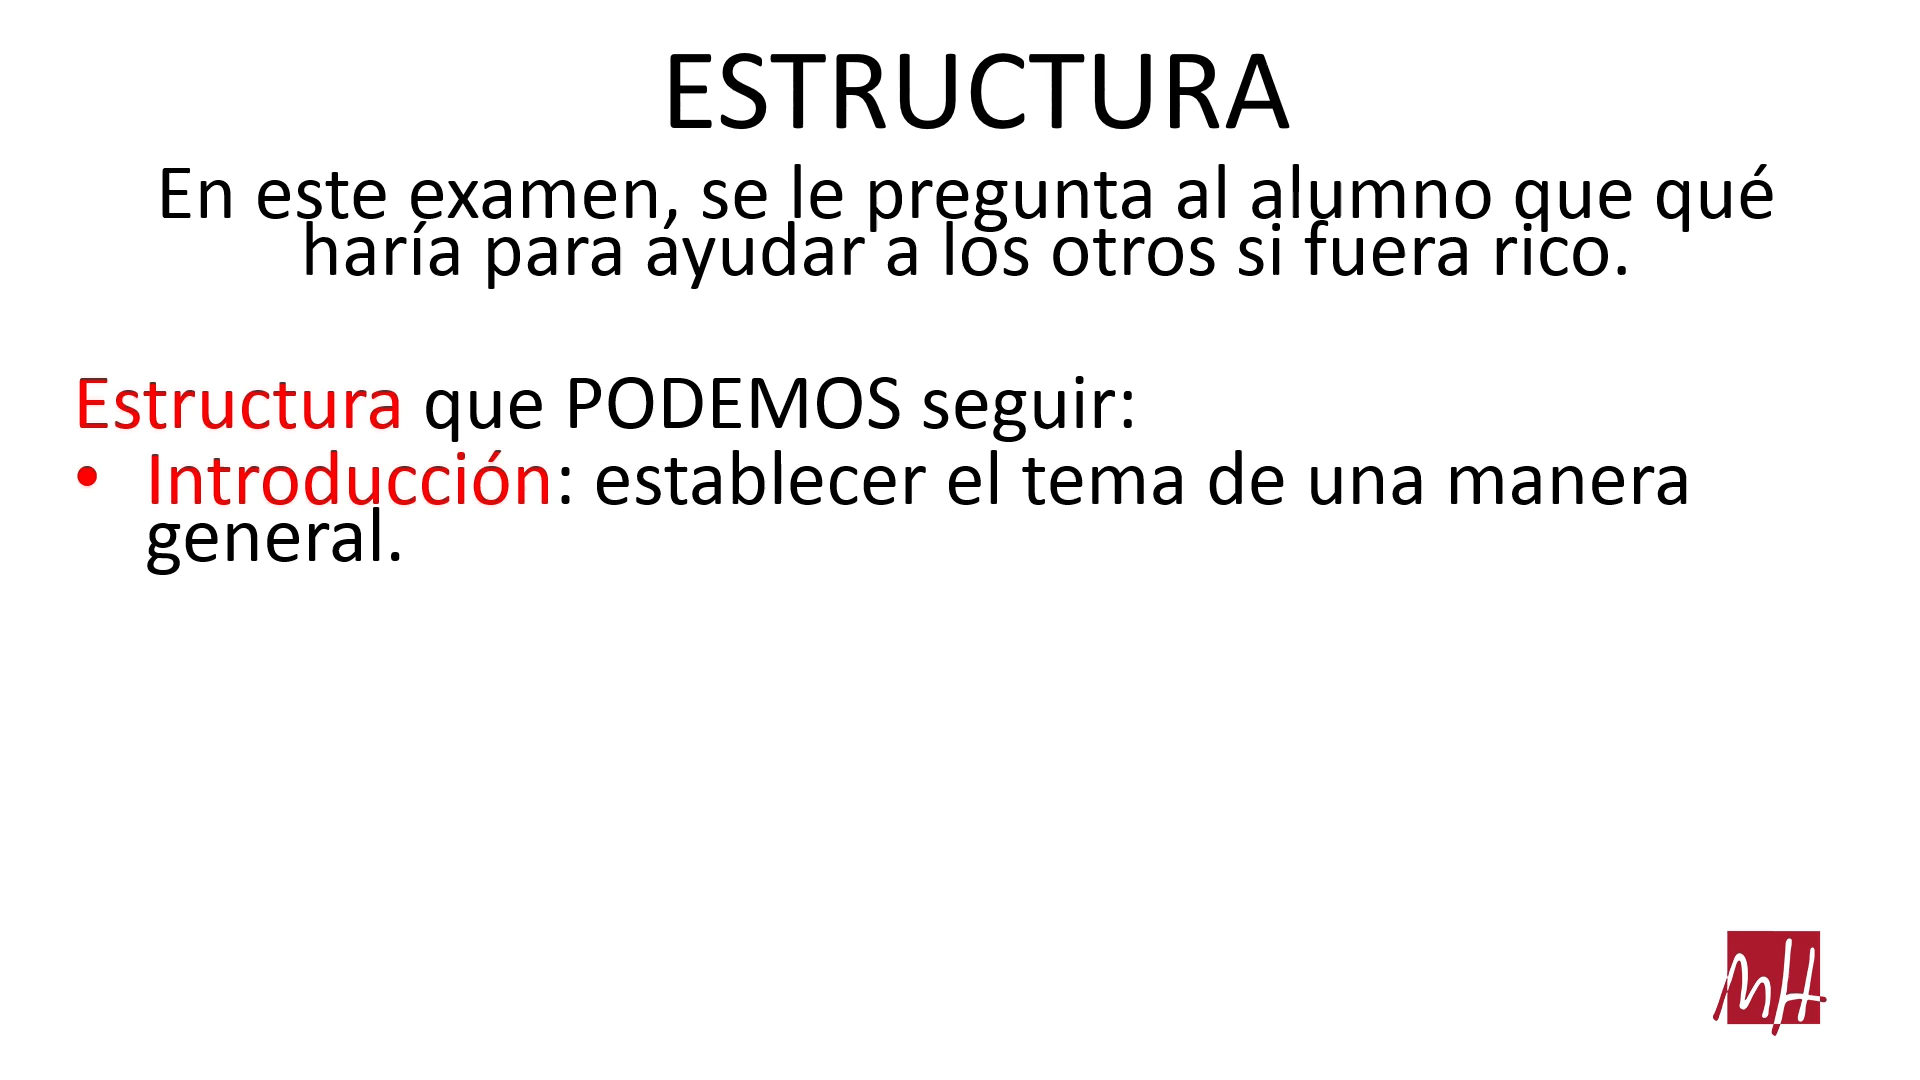 ESTRUCTURA
En este examen, se le pregunta al alumno que qué
haría para ayudar a los otros si fuera rico.
Estructura que PODEMOS seguir:
• Introducción: establecer el tema de una manera
general.
MH